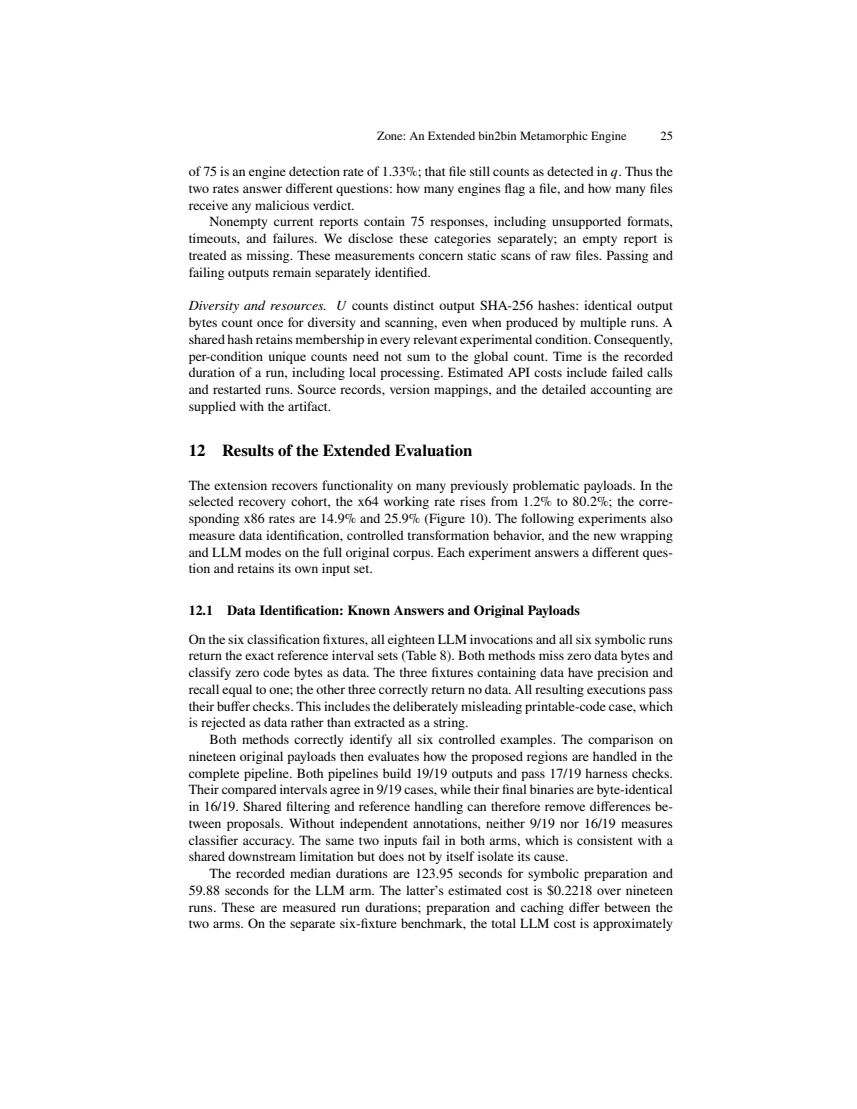 Zone: An Extended bin2bin Metamorphic Engine 25
of 75 is an engine detection rate of 1.33%; that file still counts as detected in q. Thus the
two rates answer different questions: how many engines flag a file, and how many files
receive any malicious verdict.
Nonempty current reports contain 75 responses, including unsupported formats,
timeouts, and failures. We disclose these categories separately; an empty report is
treated as missing. These measurements concern static scans of raw files. Passing and
failing outputs remain separately identified.
Diversity and resources. U counts distinct output SHA-256 hashes: identical output
bytes count once for diversity and scanning, even when produced by multiple runs. A
shared hash retains membership in every relevant experimental condition. Consequently,
per-condition unique counts need not sum to the global count. Time is the recorded
duration of a run, including local processing. Estimated API costs include failed calls
and restarted runs. Source records, version mappings, and the detailed accounting are
supplied with the artifact.
12 Results of the Extended Evaluation
The extension recovers functionality on many previously problematic payloads. In the
selected recovery cohort, the x64 working rate rises from 1.2% to 80.2%; the corre-
sponding x86 rates are 14.9% and 25.9% (Figure 10). The following experiments also
measure data identification, controlled transformation behavior, and the new wrapping
and LLM modes on the full original corpus. Each experiment answers a different ques-
tion and retains its own input set.
12.1 Data Identification: Known Answers and Original Payloads
On the six classification fixtures, all eighteen LLM invocations and all six symbolic runs
return the exact reference interval sets (Table 8). Both methods miss zero data bytes and
classify zero code bytes as data. The three fixtures containing data have precision and
recall equal to one; the other three correctly return no data. All resulting executions pass
their buffer checks. This includes the deliberately misleading printable-code case, which
is rejected as data rather than extracted as a string.
Both methods correctly identify all six controlled examples. The comparison on
nineteen original payloads then evaluates how the proposed regions are handled in the
complete pipeline. Both pipelines build 19/19 outputs and pass 17/19 harness checks.
Their compared intervals agree in 9/19 cases, while their final binaries are byte-identical
in 16/19. Shared filtering and reference handling can therefore remove differences be-
tween proposals. Without independent annotations, neither 9/19 nor 16/19 measures
classifier accuracy. The same two inputs fail in both arms, which is consistent with a
shared downstream limitation but does not by itself isolate its cause.
The recorded median durations are 123.95 seconds for symbolic preparation and
59.88 seconds for the LLM arm. The latter's estimated cost is $0.2218 over nineteen
runs. These are measured run durations; preparation and caching differ between the
two arms. On the separate six-fixture benchmark, the total LLM cost is approximately